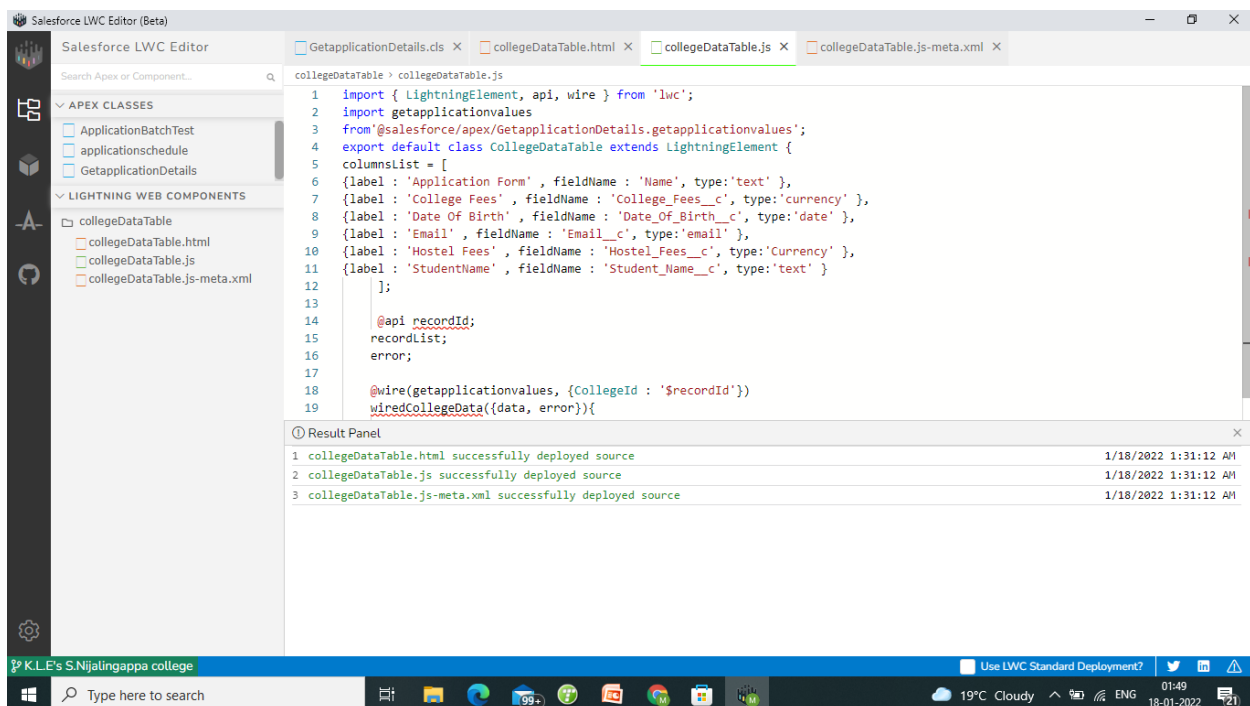 Salesforce LWC Editor (Beta)
Salesforce LWC Editor
Search Apex or Component...
APEX CLASSES
ApplicationBatchTest
applicationschedule
GetapplicationDetails
LIGHTNING WEB COMPONENTS
collegeDataTable
collegeDataTable.html
collegeDataTable.js
collegeDataTable.js-meta.xml
GetapplicationDetails.cls × collegeDataTable.html × collegeDataTable.js × collegeDataTable.js-meta.xml ×
collegeDataTable > collegeDataTable.js
1 import { LightningElement, api, wire } from 'lwc';
2 import getapplicationvalues
3 from'@salesforce/apex/GetapplicationDetails.getapplicationvalues';
4 export default class CollegeDataTable extends LightningElement {
5 columnsList = [
6 {label : 'Application Form' , fieldName : 'Name', type:'text' },
7 {label : 'College Fees' , fieldName : 'College_Fees__c', type:'currency' },
8 {label : 'Date Of Birth' , fieldName : 'Date_Of_Birth__c', type:'date' },
9 {label : 'Email' , fieldName : 'Email__c', type:'email' },
10 {label : 'Hostel Fees' , fieldName : 'Hostel_Fees__c', type:'Currency' },
11 {label : 'StudentName' , fieldName : 'Student_Name__c', type:'text' }
12 ];
13
14 @api recordId;
15 recordList;
16 error;
17
18 @wire(getapplicationvalues, {CollegeId : '$recordId'})
19 wiredCollegeData({data, error}){
Result Panel
1 collegeDataTable.html successfully deployed source 1/18/2022 1:31:12 AM
2 collegeDataTable.js successfully deployed source 1/18/2022 1:31:12 AM
3 collegeDataTable.js-meta.xml successfully deployed source 1/18/2022 1:31:12 AM
K.L.E's S.Nijalingappa college
Use LWC Standard Deployment?
Type here to search
99+
19°C Cloudy
ENG
01:49
18-01-2022
21